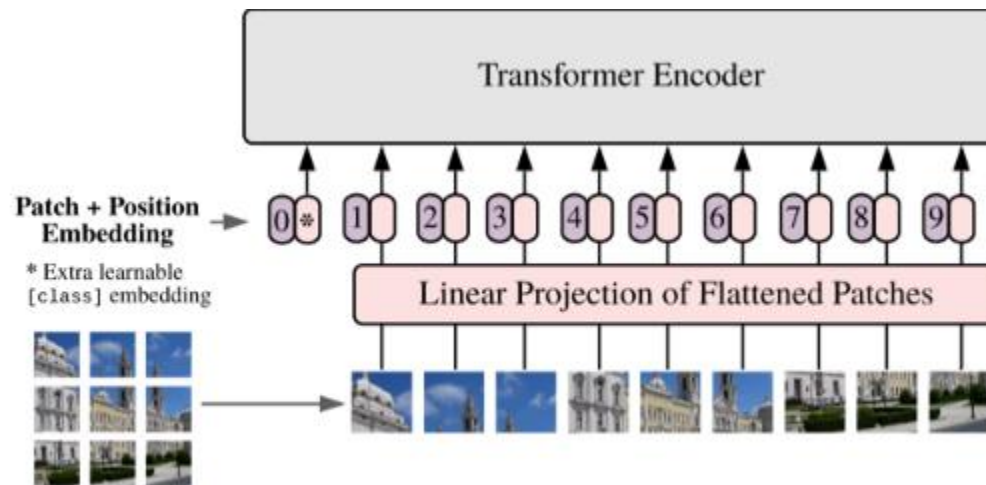 Transformer Encoder
Patch + Position
Embedding
0 * 1 2 3 4 5 6 7 8 9
* Extra learnable
[class] embedding
Linear Projection of Flattened Patches